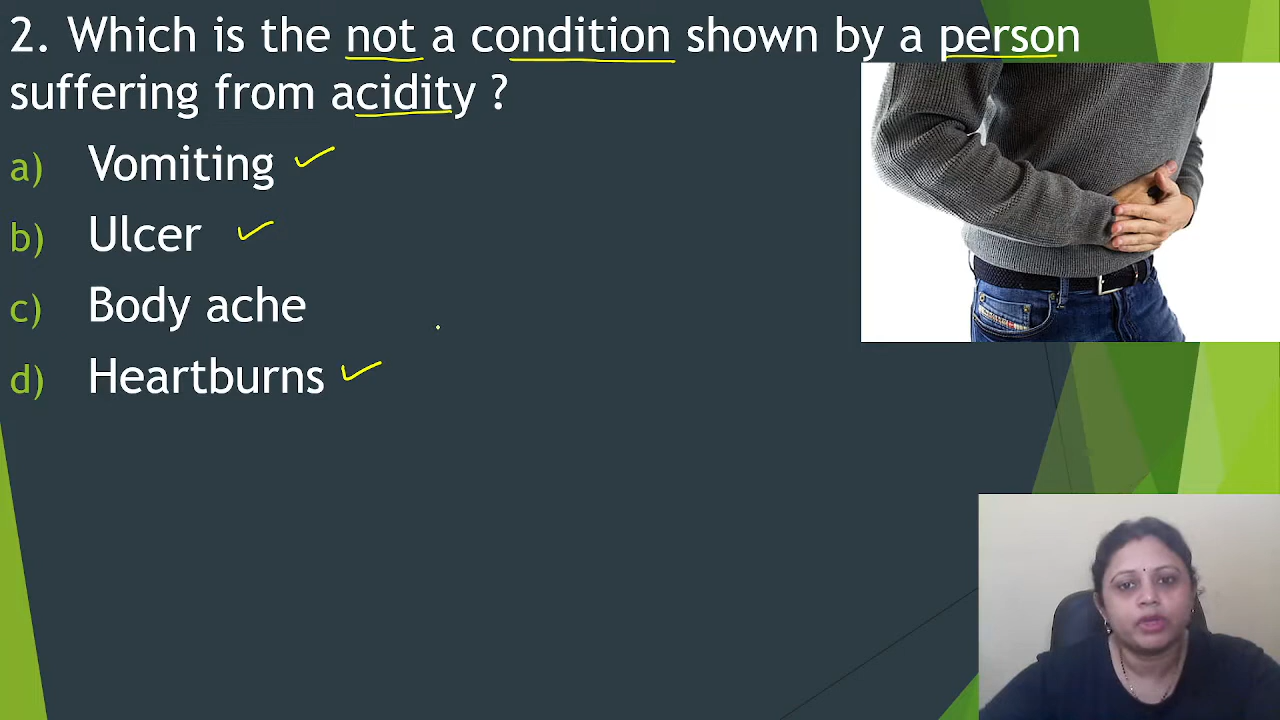 2. Which is the not a condition shown by a person
suffering from acidity ?
a) Vomiting
b) Ulcer
c) Body ache
d) Heartburns